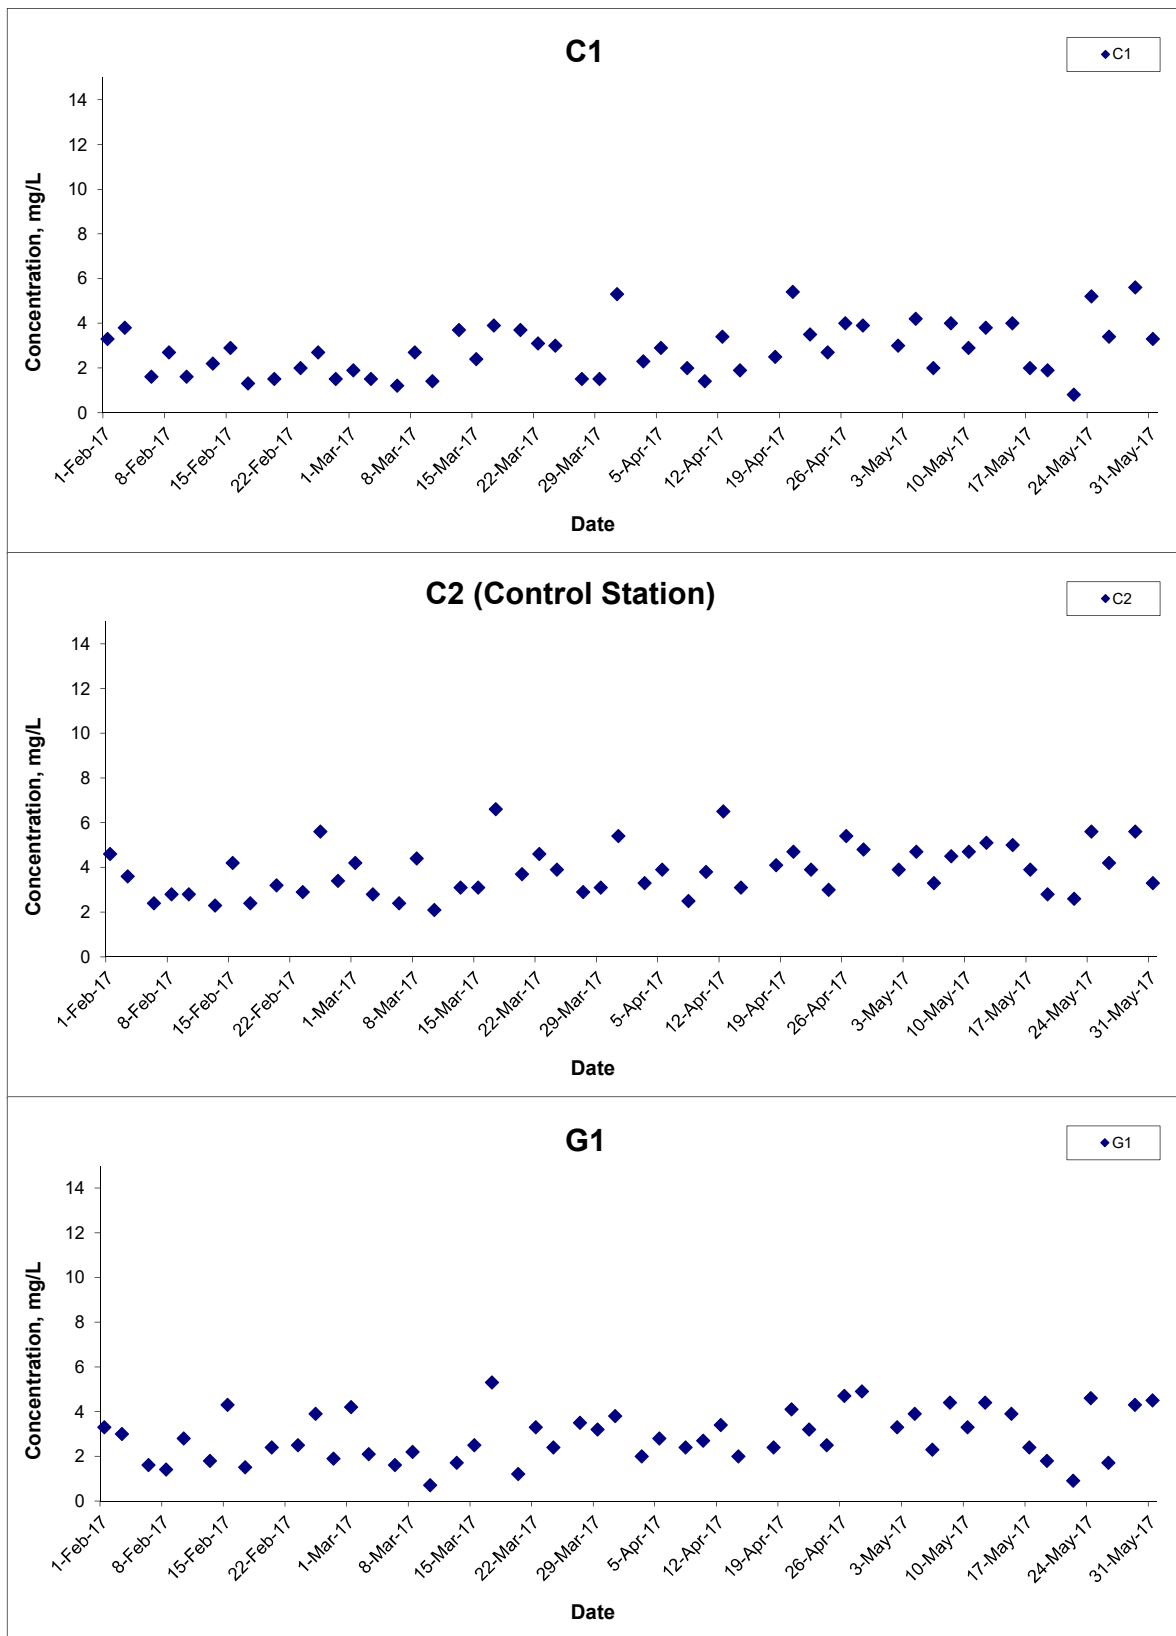 C1
C1
14
12
10
8
6
4
2
0
Concentration, mg/L
1-Feb-17
8-Feb-17
15-Feb-17
22-Feb-17
1-Mar-17
8-Mar-17
15-Mar-17
22-Mar-17
29-Mar-17
5-Apr-17
12-Apr-17
19-Apr-17
26-Apr-17
3-May-17
10-May-17
17-May-17
24-May-17
31-May-17
Date
C2 (Control Station)
C2
14
12
10
8
6
4
2
0
Concentration, mg/L
1-Feb-17
8-Feb-17
15-Feb-17
22-Feb-17
1-Mar-17
8-Mar-17
15-Mar-17
22-Mar-17
29-Mar-17
5-Apr-17
12-Apr-17
19-Apr-17
26-Apr-17
3-May-17
10-May-17
17-May-17
24-May-17
31-May-17
Date
G1
G1
14
12
10
8
6
4
2
0
Concentration, mg/L
1-Feb-17
8-Feb-17
15-Feb-17
22-Feb-17
1-Mar-17
8-Mar-17
15-Mar-17
22-Mar-17
29-Mar-17
5-Apr-17
12-Apr-17
19-Apr-17
26-Apr-17
3-May-17
10-May-17
17-May-17
24-May-17
31-May-17
Date